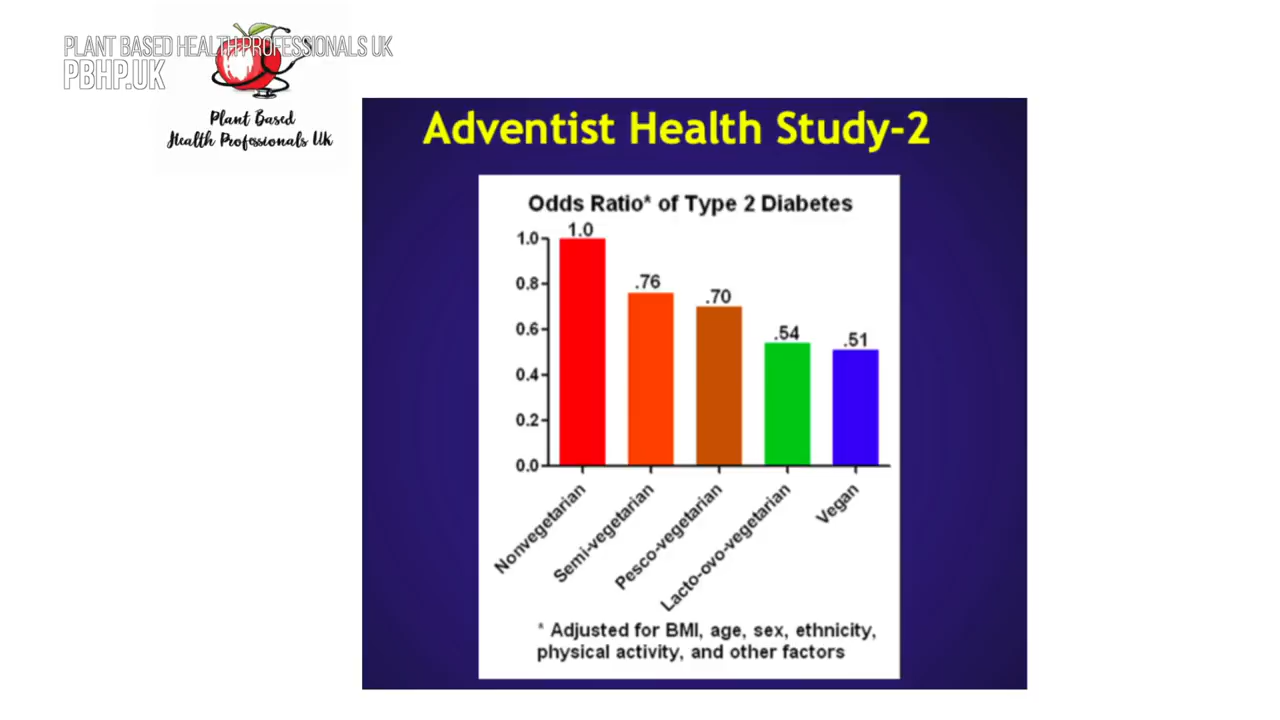 PLANT BASED HEALTH PROFESSIONALS UK
PBHP.UK
Plant Based
Health Professionals UK
Adventist Health Study-2
Odds Ratio* of Type 2 Diabetes
1.0
1.0
0.8
.76
.70
0.6
.54
.51
0.4
0.2
0.0
Nonvegetarian
Semi-vegetarian
Pesco-vegetarian
Lacto-ovo-vegetarian
Vegan
* Adjusted for BMI, age, sex, ethnicity,
physical activity, and other factors